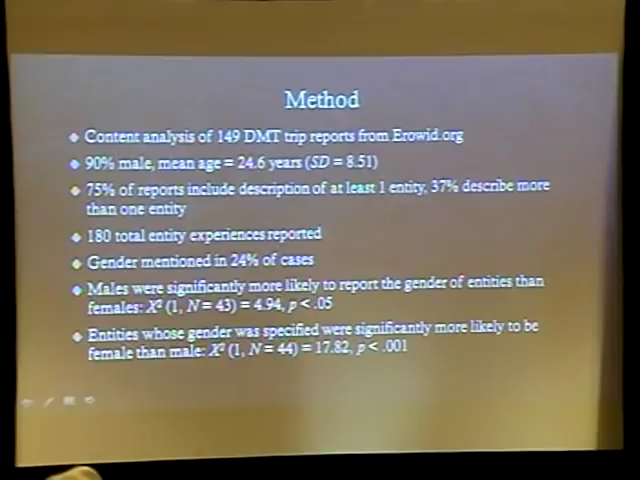 Method
Content analysis of 149 DMT trip reports from Erowid.org
90% male, mean age = 24.6 years (SD = 8.51)
75% of reports include description of at least 1 entity, 37% describe more
than one entity
180 total entity experiences reported
Gender mentioned in 24% of cases
Males were significantly more likely to report the gender of entities than
females: X² (1, N = 43) = 4.94, p < .05
Entities whose gender was specified were significantly more likely to be
female than male: X² (1, N = 44) = 17.82, p < .001